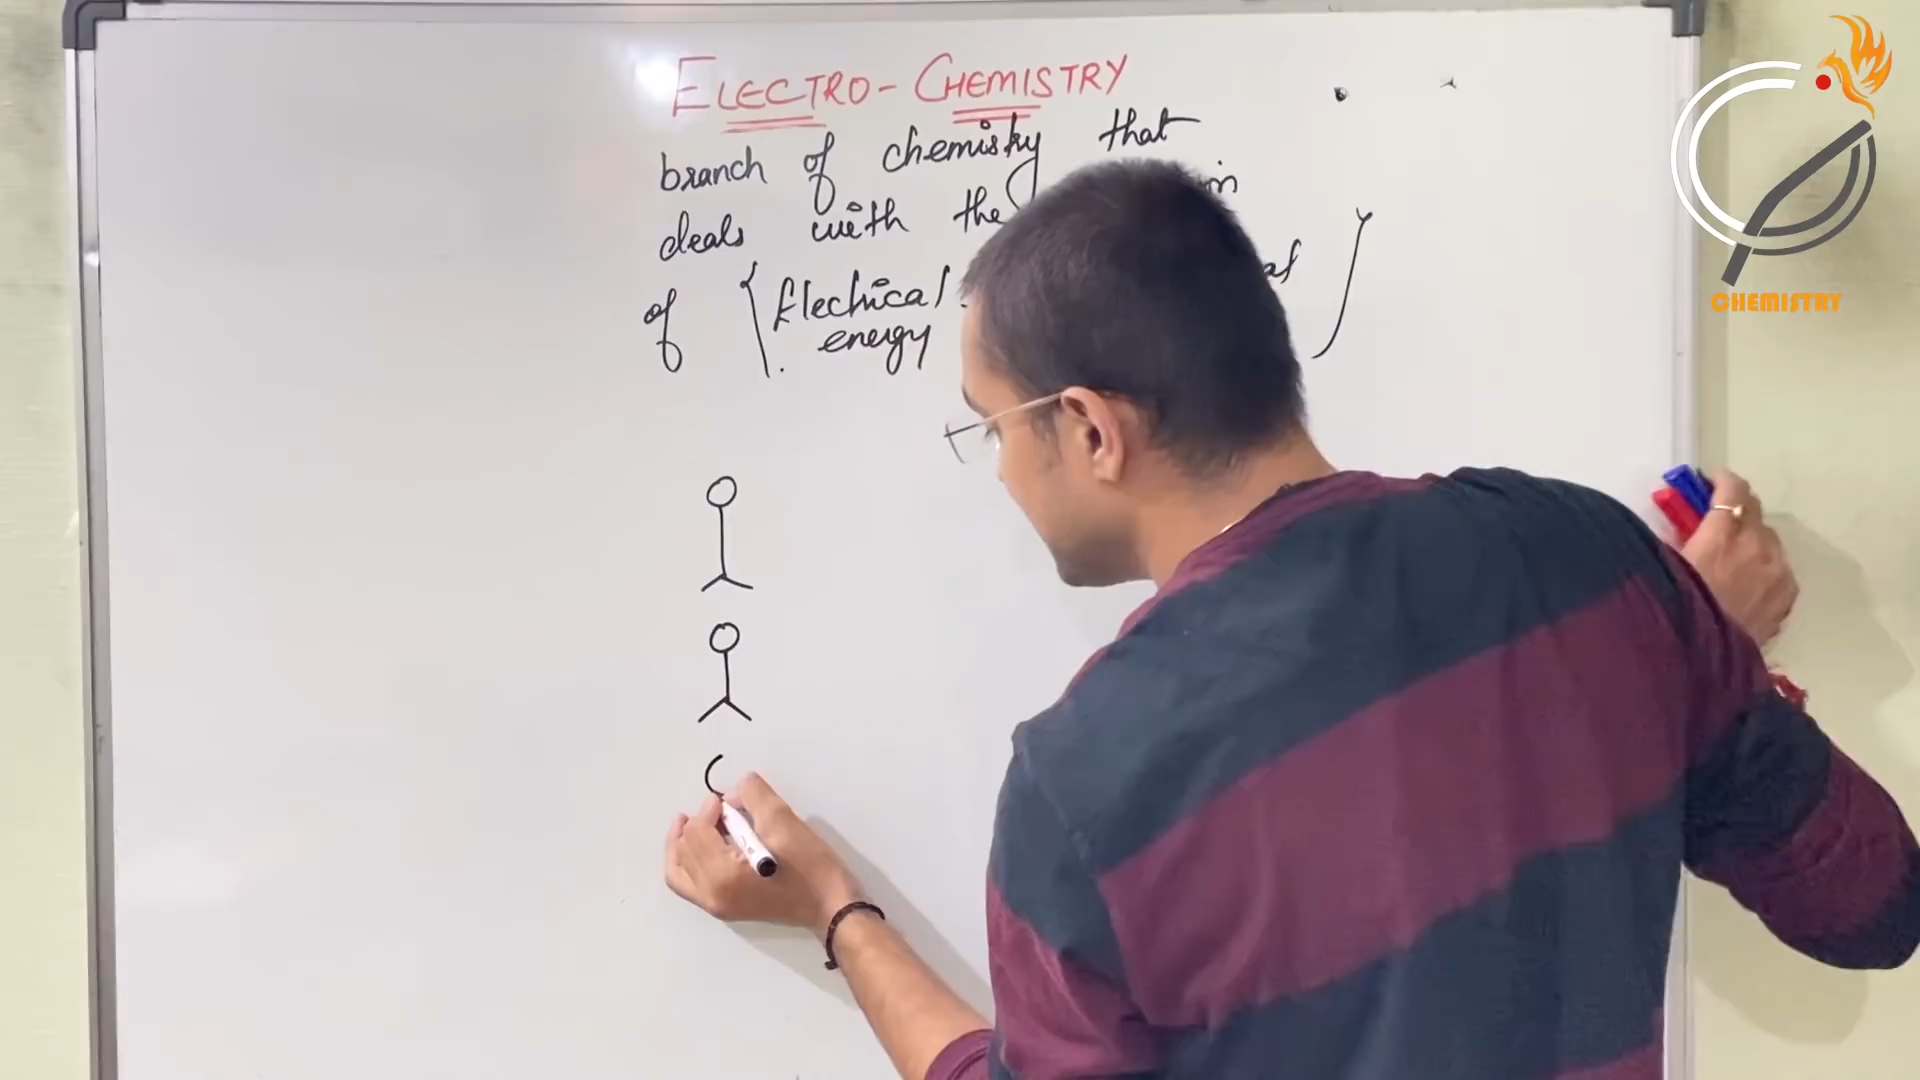 ELECTRO - CHEMISTRY
branch of chemistry that
deals with the
of { Electrical
energy
CHEMISTRY